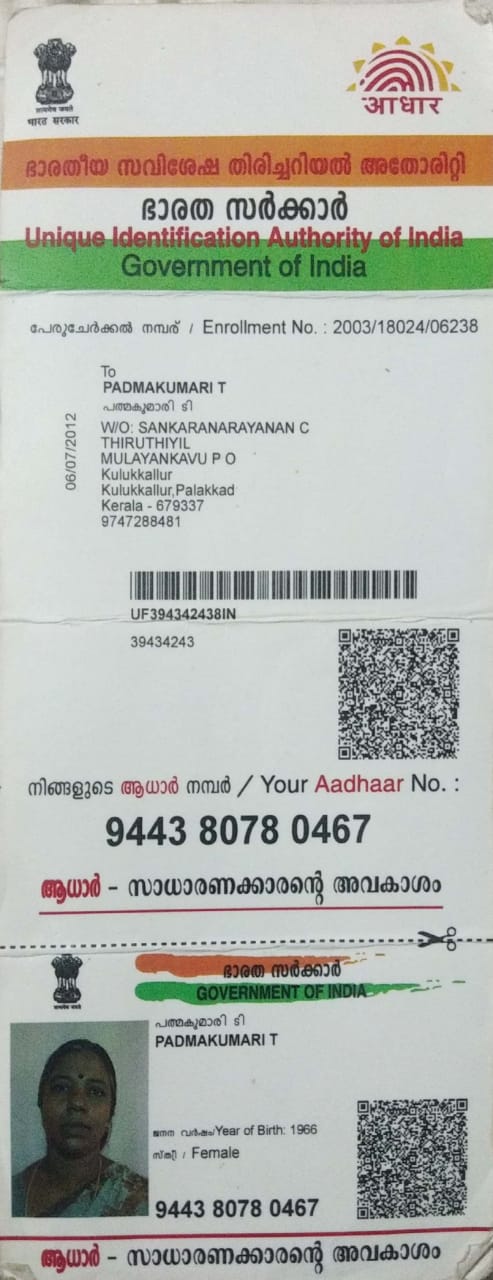 सत्यमेव जयते
भारत सरकार
आधार
ഭാരതീയ സവിശേഷ തിരിച്ചറിയൽ അതോറിറ്റി
ഭാരത സർക്കാർ
Unique Identification Authority of India
Government of India
പേരുചേർക്കൽ നമ്പര് / Enrollment No. : 2003/18024/06238
06/07/2012
To
PADMAKUMARI T
പത്മകുമാരി ടി
W/O: SANKARANARAYANAN C
THIRUTHIYIL
MULAYANKAVU P O
Kulukkallur
Kulukkallur,Palakkad
Kerala - 679337
9747288481
UF394342438IN
39434243
നിങ്ങളുടെ ആധാർ നമ്പർ / Your Aadhaar No. :
9443 8078 0467
ആധാർ - സാധാരണക്കാരന്റെ അവകാശം
ഭാരത സർക്കാർ
GOVERNMENT OF INDIA
പത്മകുമാരി ടി
PADMAKUMARI T
ജനന വർഷം/Year of Birth: 1966
സ്ത്രീ / Female
9443 8078 0467
ആധാർ - സാധാരണക്കാരന്റെ അവകാശം